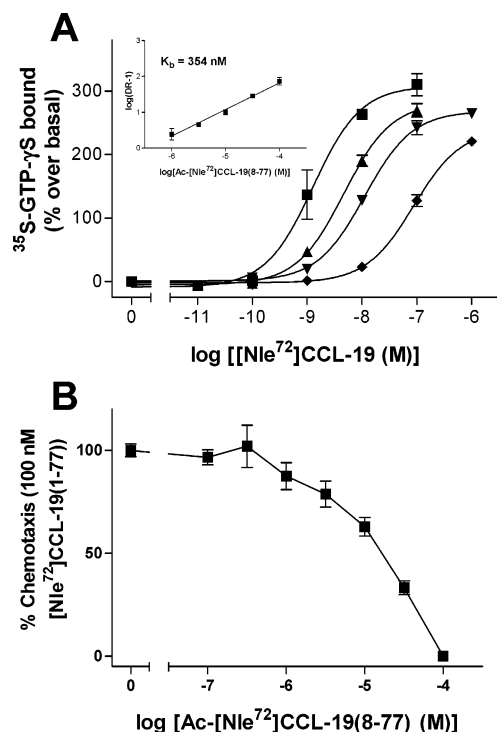 A
K_b = 354 nM
log(DR-1)
3
2
1
0
-6
-5
-4
log[Ac-[Nle^72]CCL-19(8-77) (M)]
^35S-GTP-γS bound
(% over basal)
300
200
100
0
0
-11
-10
-9
-8
-7
-6
log [[Nle^72]CCL-19 (M)]
B
% Chemotaxis (100 nM
[Nle^72]CCL-19(1-77))
100
50
0
0
-7
-6
-5
-4
log [Ac-[Nle^72]CCL-19(8-77) (M)]